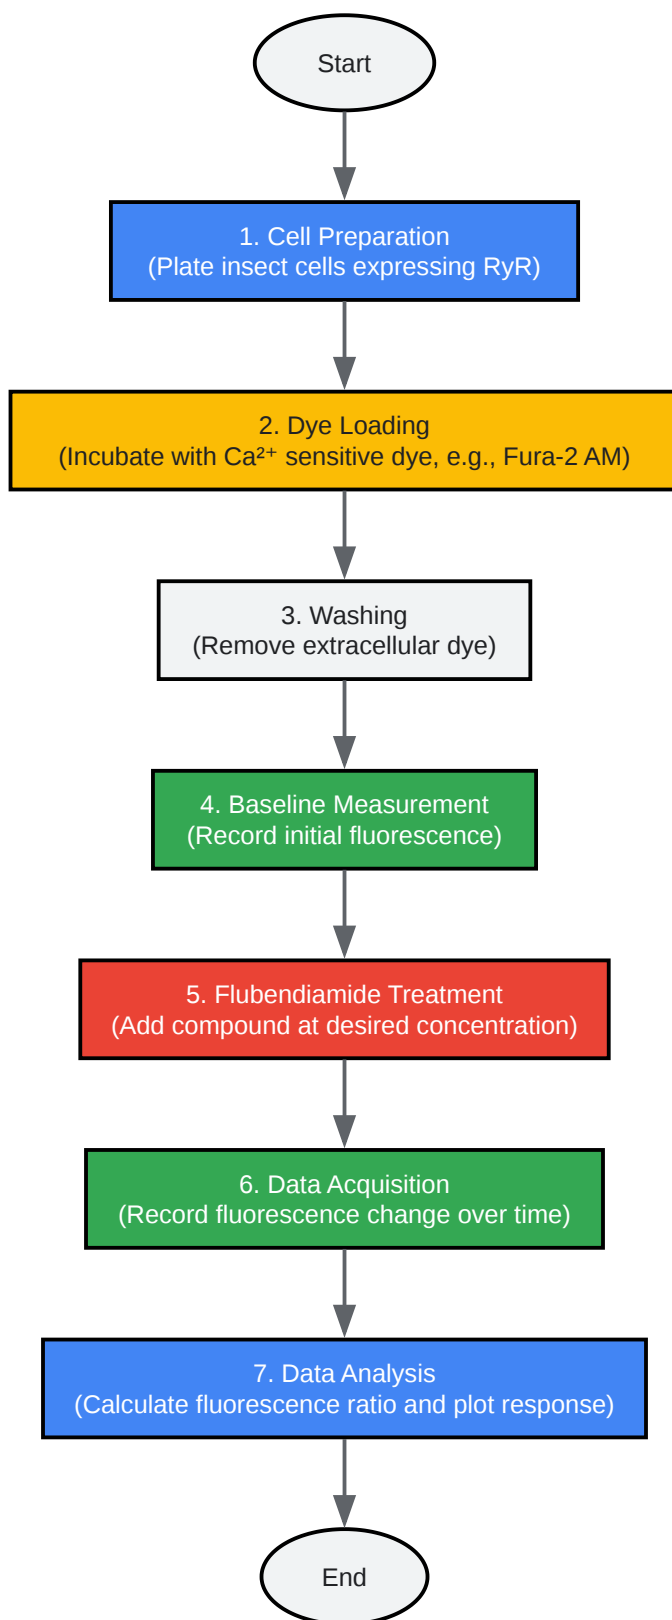 Start
1. Cell Preparation
(Plate insect cells expressing RyR)
2. Dye Loading
(Incubate with Ca²⁺ sensitive dye, e.g., Fura-2 AM)
3. Washing
(Remove extracellular dye)
4. Baseline Measurement
(Record initial fluorescence)
5. Flubendiamide Treatment
(Add compound at desired concentration)
6. Data Acquisition
(Record fluorescence change over time)
7. Data Analysis
(Calculate fluorescence ratio and plot response)
End